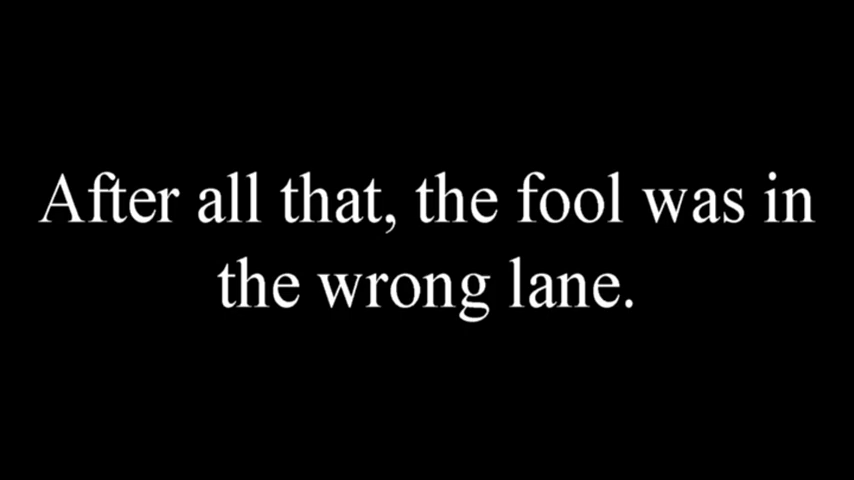 After all that, the fool was in
the wrong lane.